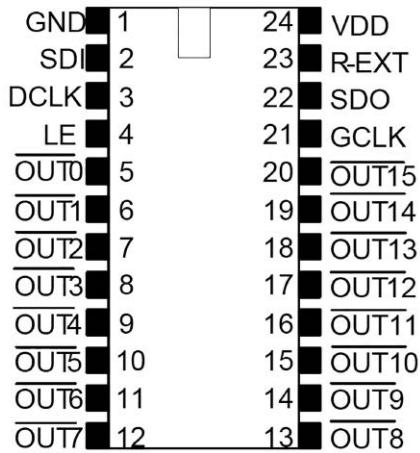 GND 1 24 VDD
SDI 2 23 R-EXT
DCLK 3 22 SDO
LE 4 21 GCLK
OUT0 5 20 OUT15
OUT1 6 19 OUT14
OUT2 7 18 OUT13
OUT3 8 17 OUT12
OUT4 9 16 OUT11
OUT5 10 15 OUT10
OUT6 11 14 OUT9
OUT7 12 13 OUT8